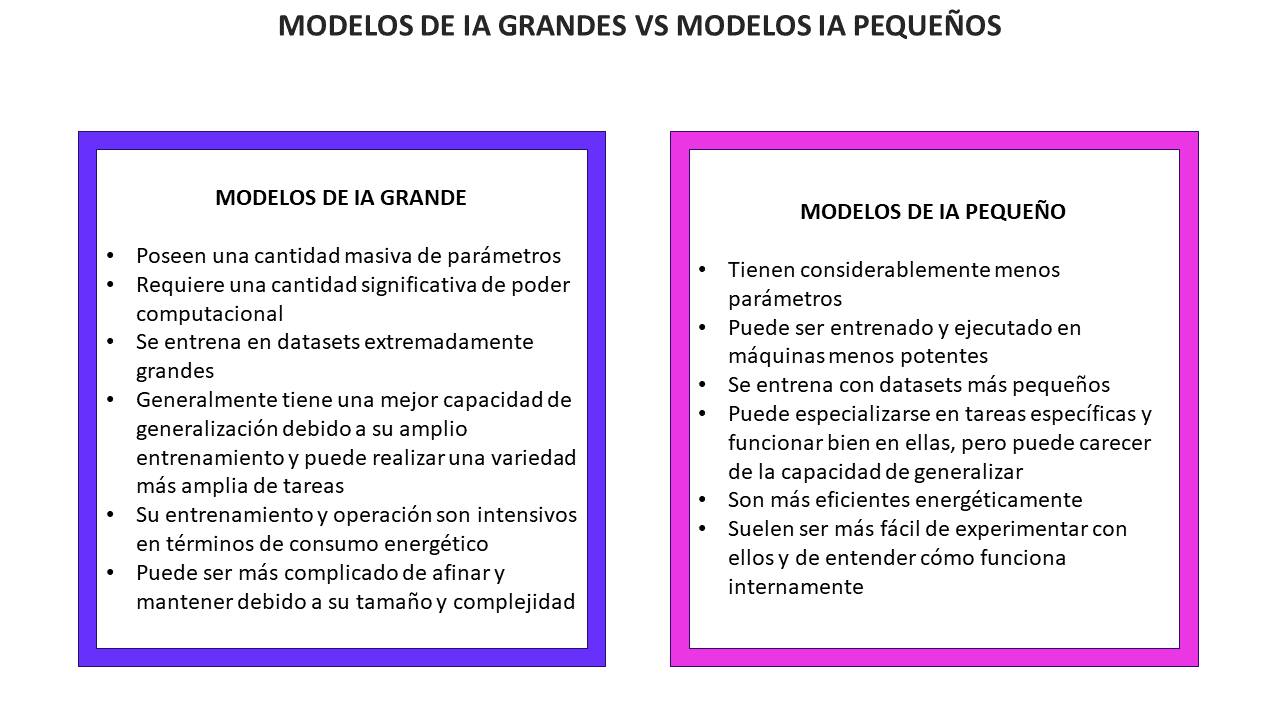 MODELOS DE IA GRANDES VS MODELOS IA PEQUEÑOS
MODELOS DE IA GRANDE
• Poseen una cantidad masiva de parámetros
• Requiere una cantidad significativa de poder
computacional
• Se entrena en datasets extremadamente
grandes
• Generalmente tiene una mejor capacidad de
generalización debido a su amplio
entrenamiento y puede realizar una variedad
más amplia de tareas
• Su entrenamiento y operación son intensivos
en términos de consumo energético
• Puede ser más complicado de afinar y
mantener debido a su tamaño y complejidad
MODELOS DE IA PEQUEÑO
• Tienen considerablemente menos
parámetros
• Puede ser entrenado y ejecutado en
máquinas menos potentes
• Se entrena con datasets más pequeños
• Puede especializarse en tareas específicas y
funcionar bien en ellas, pero puede carecer
de la capacidad de generalizar
• Son más eficientes energéticamente
• Suelen ser más fácil de experimentar con
ellos y de entender cómo funciona
internamente